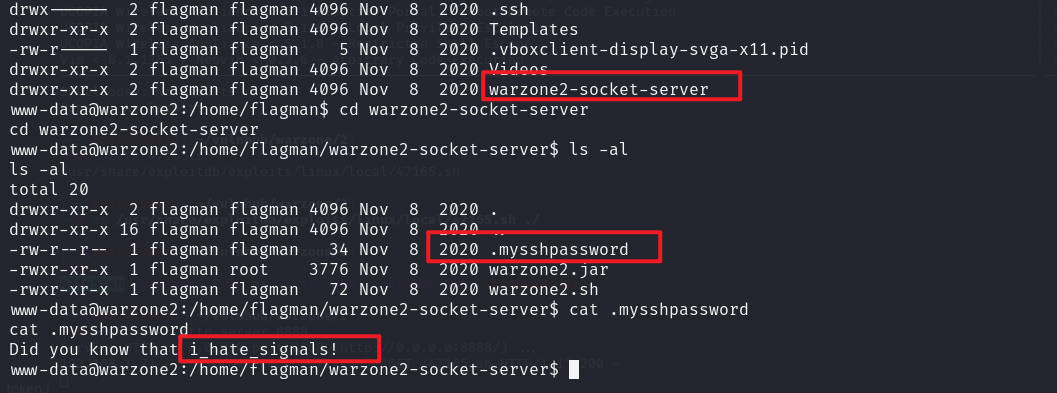 drwx------  2 flagman flagman 4096 Nov  8  2020 .ssh
drwxr-xr-x  2 flagman flagman 4096 Nov  8  2020 Templates
-rw-r-----  1 flagman flagman    5 Nov  8  2020 .vboxclient-display-svga-x11.pid
drwxr-xr-x  2 flagman flagman 4096 Nov  8  2020 Videos
drwxr-xr-x  2 flagman flagman 4096 Nov  8  2020 warzone2-socket-server
www-data@warzone2:/home/flagman$ cd warzone2-socket-server
cd warzone2-socket-server
www-data@warzone2:/home/flagman/warzone2-socket-server$ ls -al
ls -al
total 20
drwxr-xr-x  2 flagman flagman 4096 Nov  8  2020 .
drwxr-xr-x 16 flagman flagman 4096 Nov  8  2020 ..
-rw-r--r--  1 flagman flagman   34 Nov  8  2020 .mysshpassword
-rwxr-xr-x  1 flagman root    3776 Nov  8  2020 warzone2.jar
-rwxr-xr-x  1 flagman flagman   72 Nov  8  2020 warzone2.sh
www-data@warzone2:/home/flagman/warzone2-socket-server$ cat .mysshpassword
cat .mysshpassword
Did you know that i_hate_signals!
www-data@warzone2:/home/flagman/warzone2-socket-server$